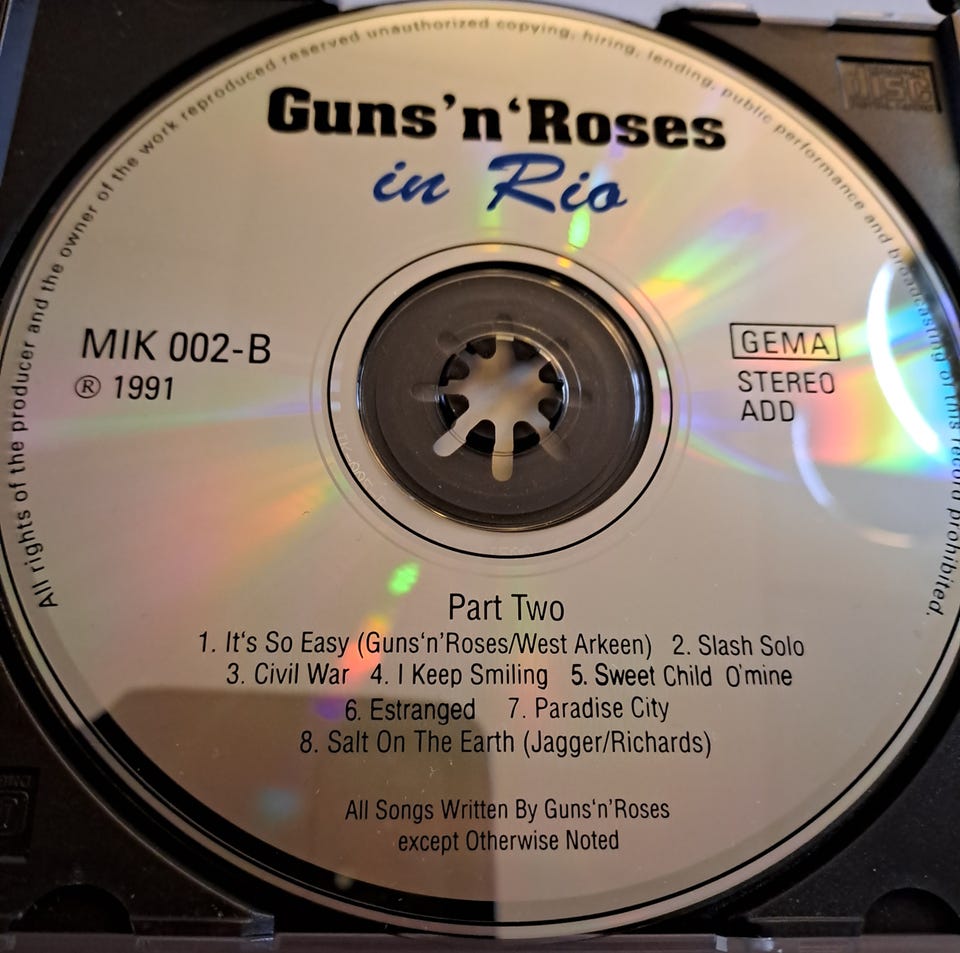 All rights of the producer and the owner of the work reproduced reserved unauthorized copying, hiring, lending, public performance and broadcasting of this record prohibited.
Guns'n'Roses
in Rio
MIK 002-B
® 1991
GEMA
STEREO
ADD
Part Two
1. It's So Easy (Guns'n'Roses/West Arkeen) 2. Slash Solo
3. Civil War 4. I Keep Smiling 5. Sweet Child O'mine
6. Estranged 7. Paradise City
8. Salt On The Earth (Jagger/Richards)
All Songs Written By Guns'n'Roses
except Otherwise Noted
disc